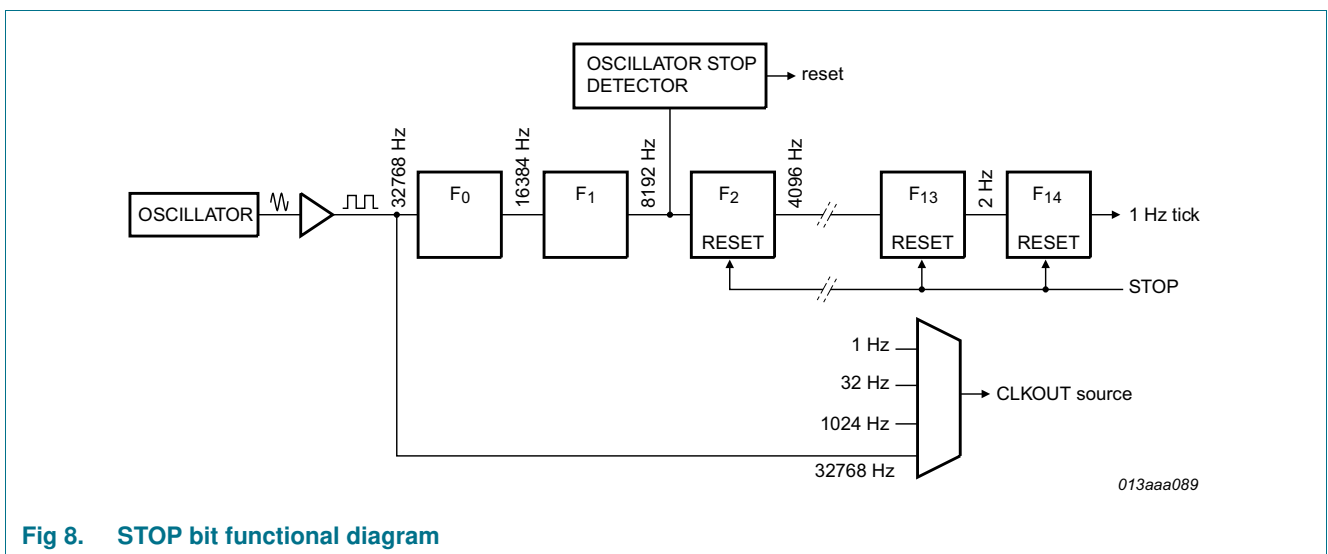 OSCILLATOR STOP
DETECTOR
reset
32768 Hz
16384 Hz
8192 Hz
4096 Hz
2 Hz
OSCILLATOR
F0
F1
F2
RESET
F13
RESET
F14
RESET
1 Hz tick
STOP
1 Hz
32 Hz
1024 Hz
32768 Hz
CLKOUT source
013aaa089
Fig 8. STOP bit functional diagram